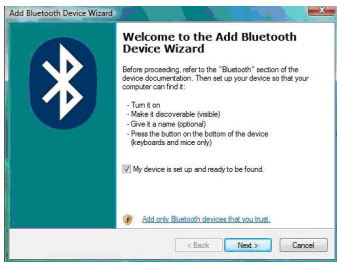 Add Bluetooth Device Wizard
Welcome to the Add Bluetooth
Device Wizard
Before proceeding, refer to the "Bluetooth" section of the
device documentation. Then set up your device so that your
computer can find it:
- Turn it on
- Make it discoverable (visible)
- Give it a name (optional)
- Press the button on the bottom of the device
(keyboards and mice only)
My device is set up and ready to be found.
Add only Bluetooth devices that you trust.
< Back Next > Cancel